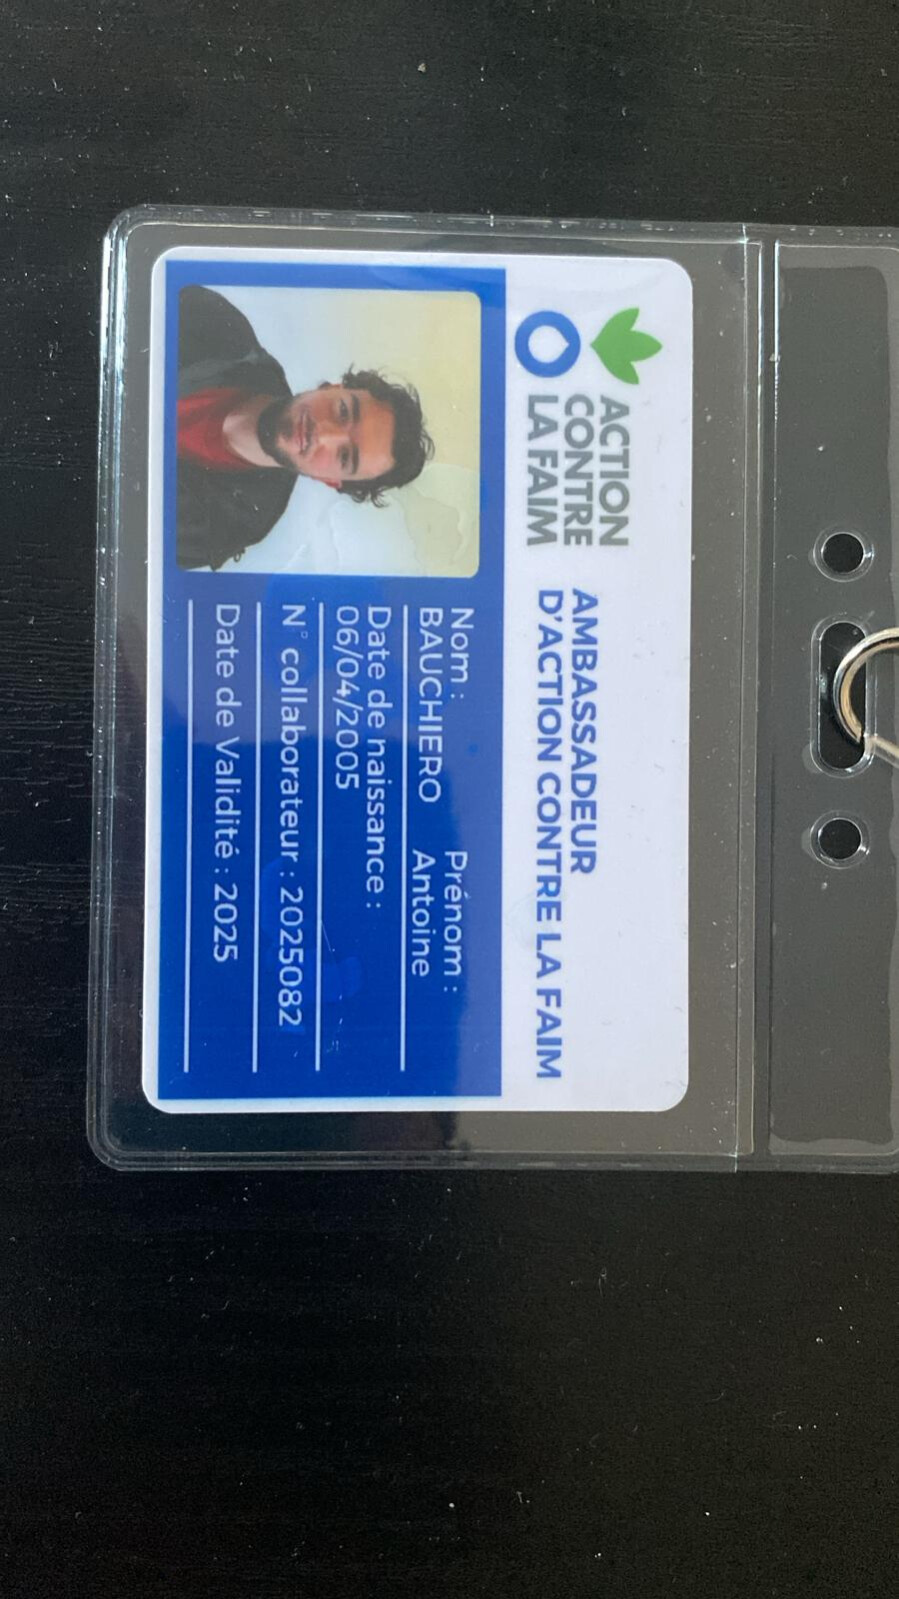 ACTION
CONTRE
LA FAIM
AMBASSADEUR
D'ACTION CONTRE LA FAIM
Nom : Prénom :
BAUCHIERO Antoine
Date de naissance :
06/04/2005
N° collaborateur : 2025082
Date de Validité : 2025